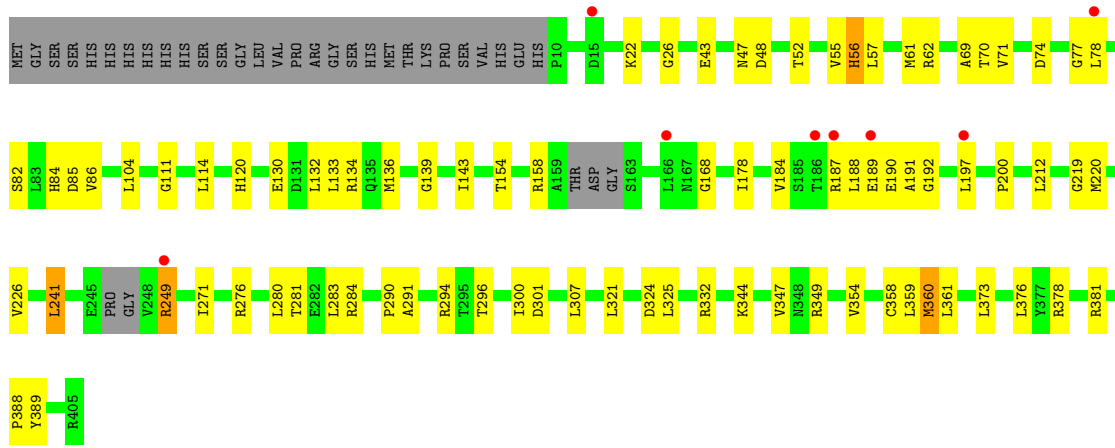 MET GLY SER SER HIS HIS HIS HIS HIS HIS SER SER GLY LEU VAL PRO ARG GLY SER HIS MET THR LYS PRO SER VAL HIS GLU HIS P10 D15 K22 G26 E43 N47 D48 T52 V55 H56 L57 M61 R62 A69 T70 V71 D74 G77 L78
S82 L83 H84 D85 V86 L104 G111 L114 H120 E130 D131 L132 L133 R134 Q135 M136 G139 I143 T154 R158 A159 THR ASP GLY S163 L166 N167 G168 I178 V184 S185 T186 R187 L188 E189 E190 A191 G192 L197 P200 L212 G219 M220
V226 L241 E245 PRO GLY V248 R249 I271 R276 L280 T281 E282 L283 R284 P290 A291 R294 T295 T296 I300 D301 L307 L321 D324 L325 R332 K344 V347 N348 R349 V354 C358 L359 M360 L361 L373 L376 Y377 R378 R381
P388 Y389 R405